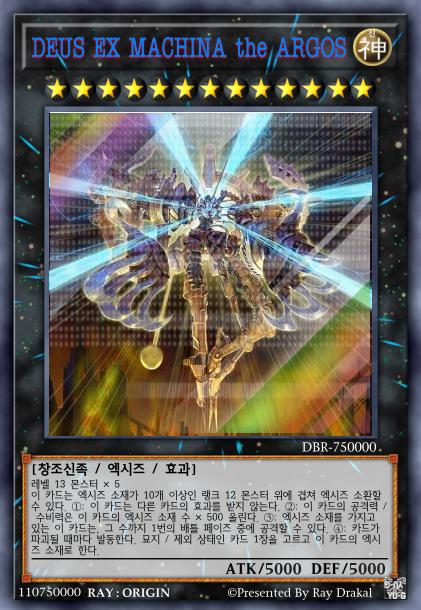 DEUS EX MACHINA the ARGOS
신
神
DBR-750000
[창조신족 / 엑시즈 / 효과]
레벨 13 몬스터 × 5
이 카드는 엑시즈 소재가 10개 이상인 랭크 12 몬스터 위에 겹쳐 엑시즈 소환할
수 있다. ①: 이 카드는 다른 카드의 효과를 받지 않는다. ②: 이 카드의 공격력 /
수비력은 이 카드의 엑시즈 소재 수 × 500 올린다. ③: 엑시즈 소재를 가지고
있는 이 카드는, 그 수까지 1번의 배틀 페이즈 중에 공격할 수 있다. ④: 카드가
파괴될 때마다 발동한다. 묘지 / 제외 상태인 카드 1장을 고르고 이 카드의 엑시
즈 소재로 한다.
ATK/5000 DEF/5000
110750000 RAY : ORIGIN ©Presented By Ray Drakal